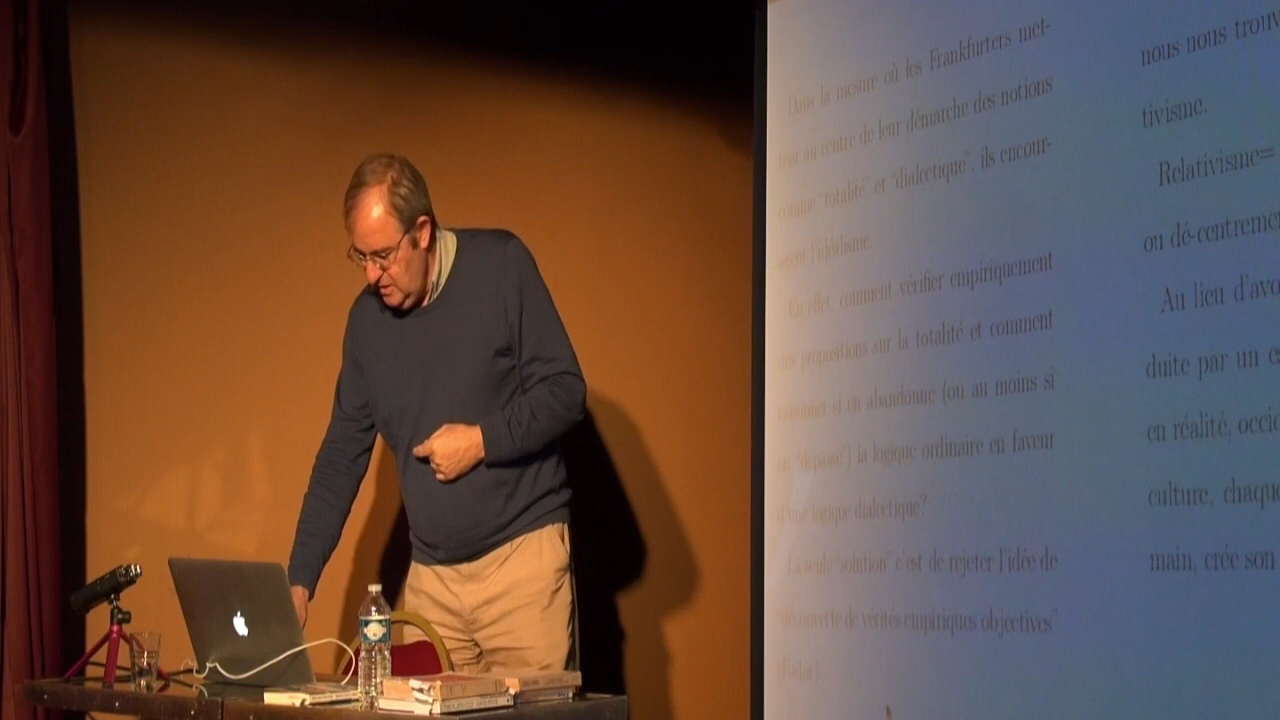 Dans la mesure où les Frankfurters met-
tent au centre de leur démarche des notions
comme "totalité" et "dialectique", ils encour-
agent l'idéalisme.
En effet, comment vérifier empiriquement
des propositions sur la totalité et comment
raisonner si on abandonne (ou au moins si
on "dépasse") la logique ordinaire en faveur
d'une logique dialectique?
La seule "solution" c'est de rejeter l'idée de
"découverte de vérités empiriques objectives"
nous nous trouv
tivisme.
Relativisme=
ou dé-centreme
Au lieu d'avo
duite par un es
en réalité, occid
culture, chaque
main, crée son